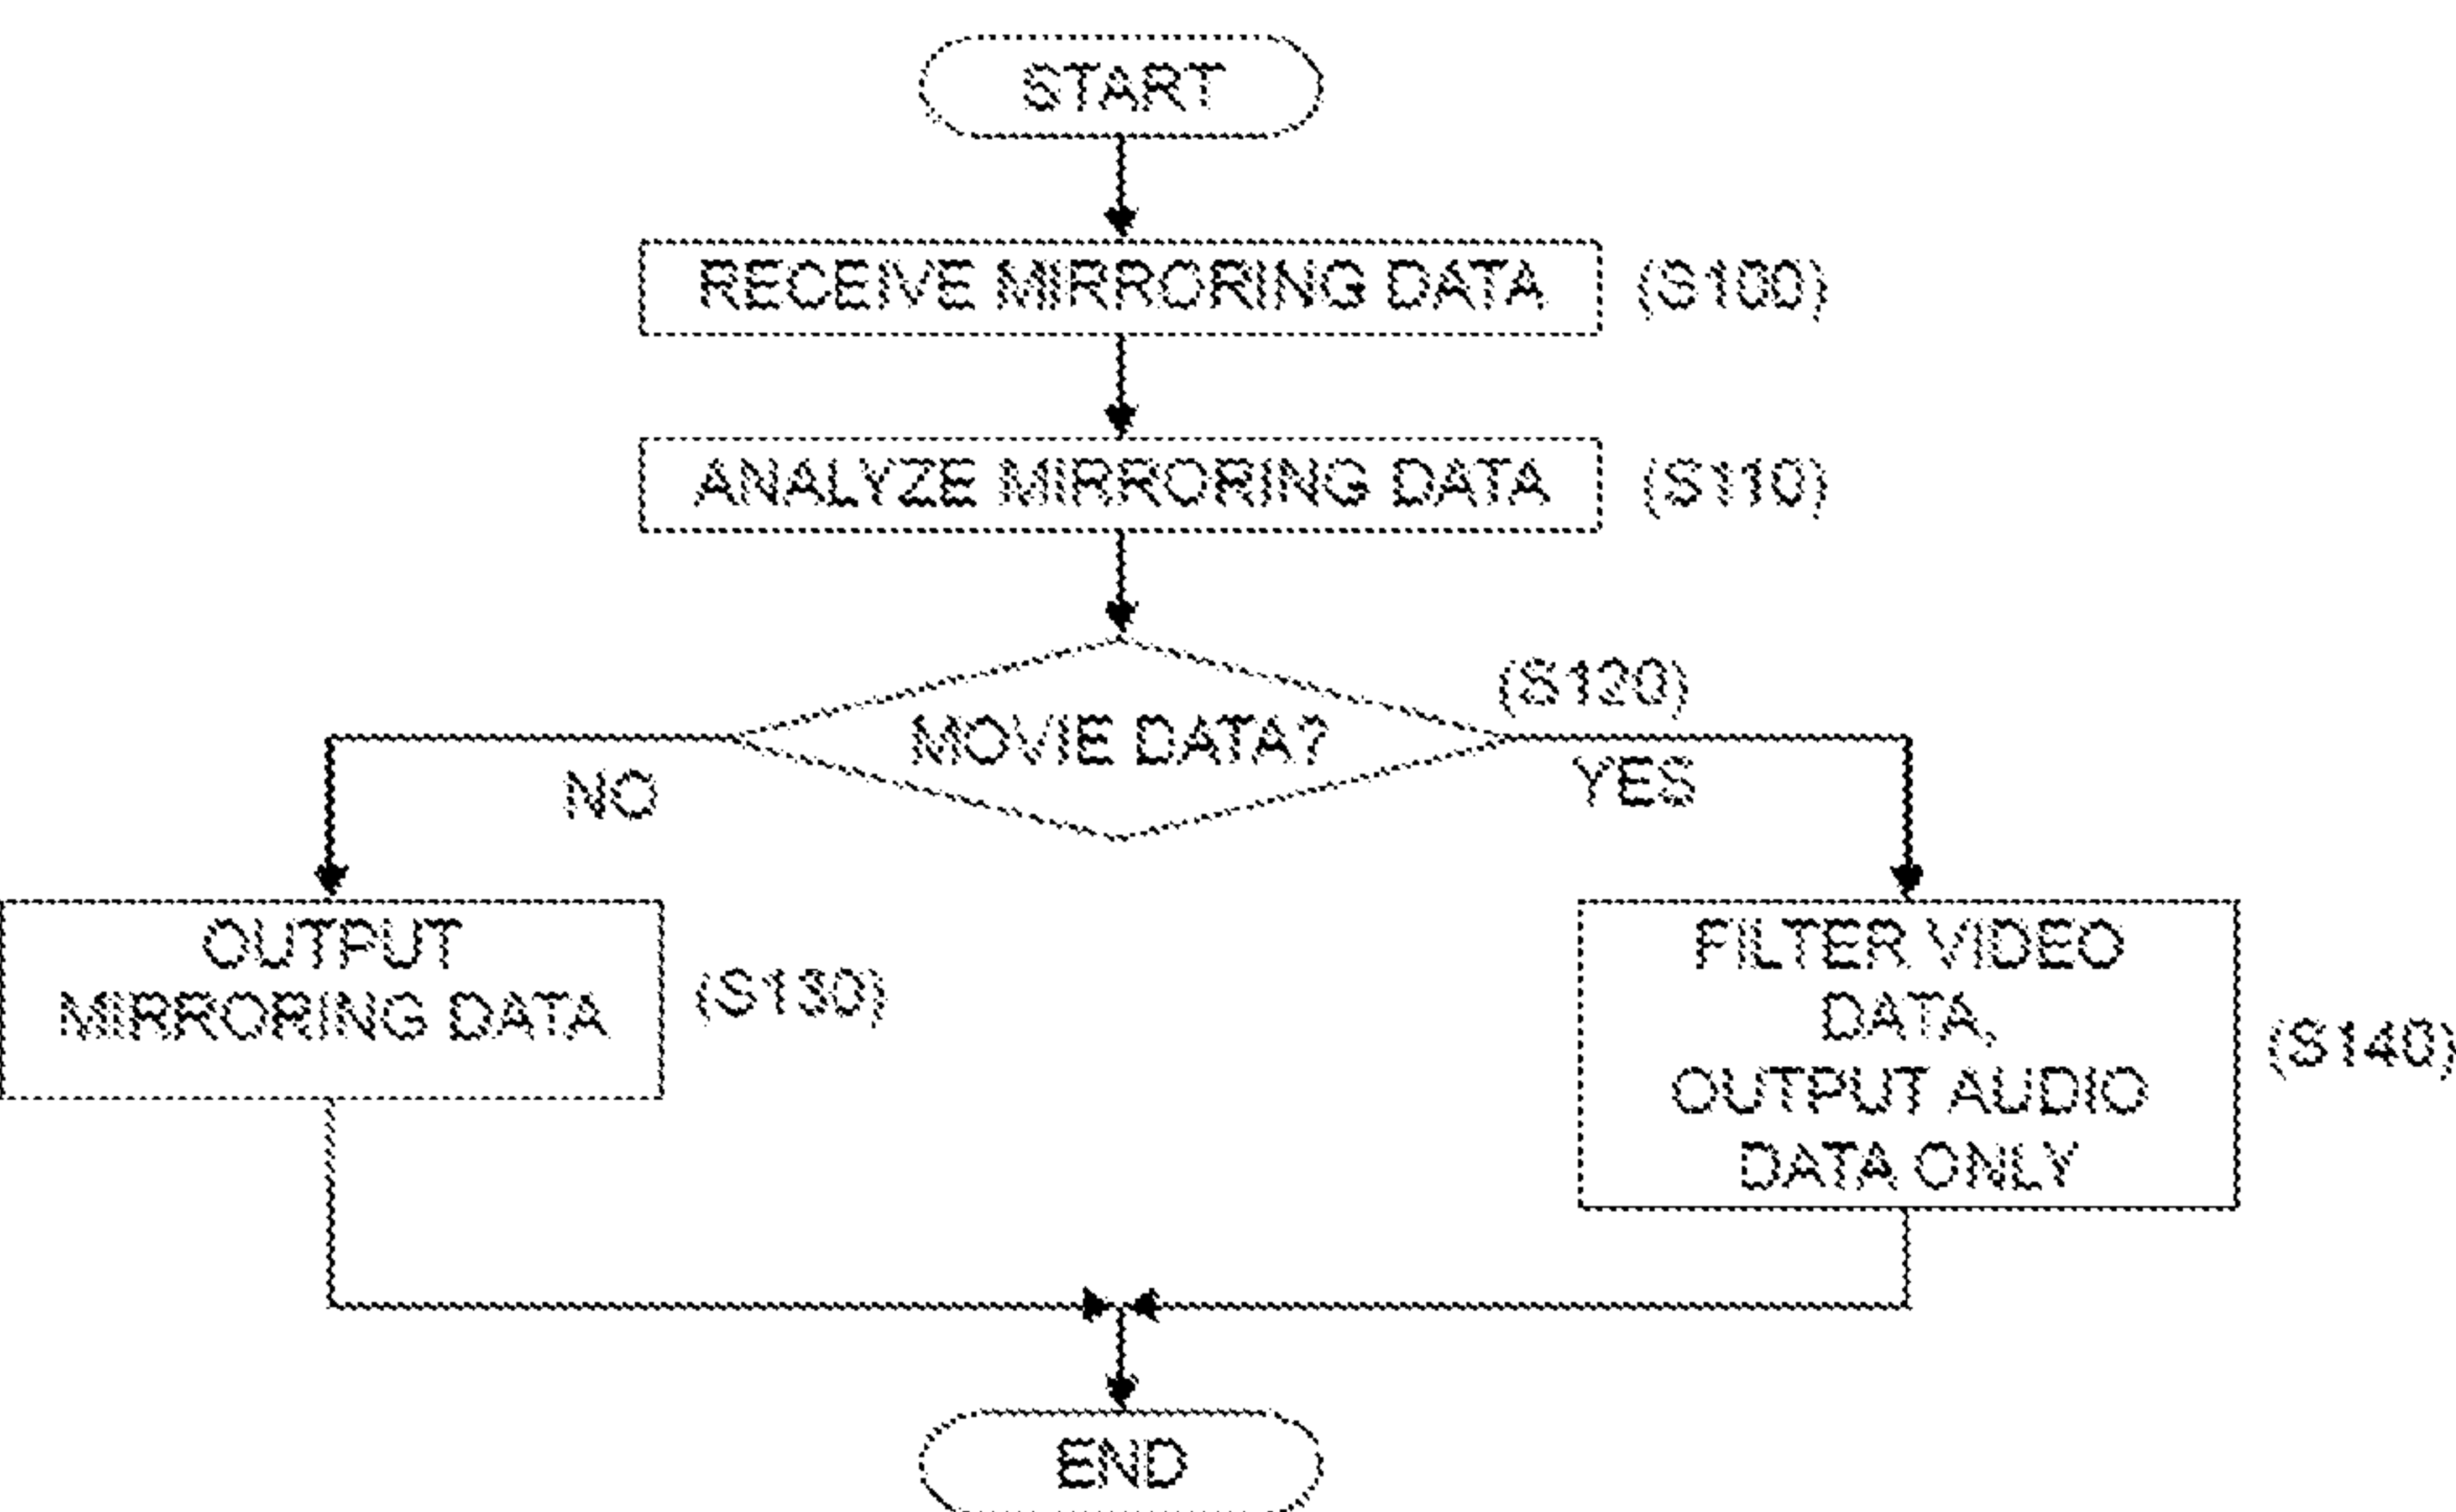 START
RECEIVE MIRRORING DATA
(S100)
ANALYZE MIRRORING DATA
(S110)
MOVIE DATA?
(S120)
NO
YES
OUTPUT
MIRRORING DATA
(S130)
FILTER VIDEO
DATA,
OUTPUT AUDIO
DATA ONLY
(S140)
END